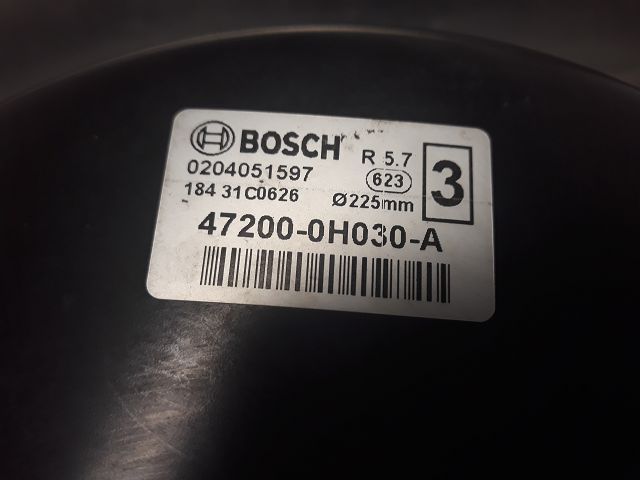 BOSCH R 5.7
0204051597 623 3
184 31C0626 Ø225mm
47200-0H030-A